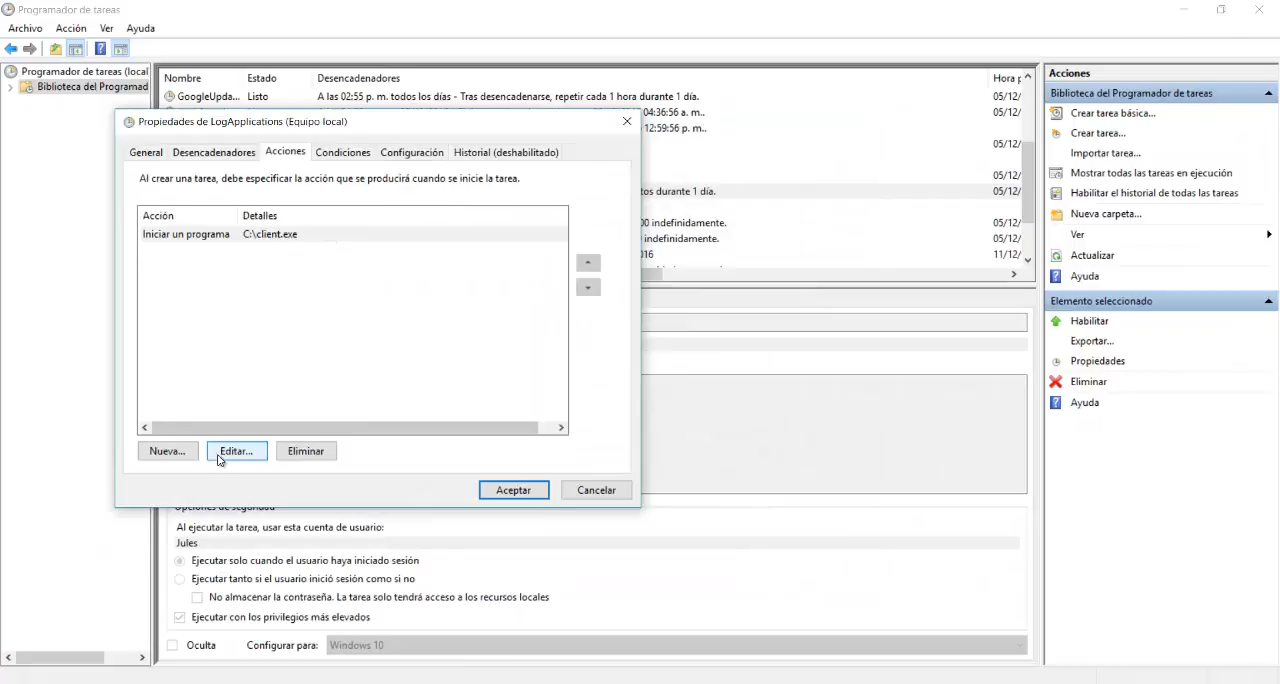 Programador de tareas
Archivo Acción Ver Ayuda
Programador de tareas (local
Biblioteca del Programad
Nombre Estado Desencadenadores Hora
GoogleUpda... Listo A las 02:55 p. m. todos los días - Tras desencadenarse, repetir cada 1 hora durante 1 día. 05/12/
04:36:56 a. m.. 05/12/
12:59:56 p. m..
05/12/
05/12/
tos durante 1 día. 05/12/
00 indefinidamente. 05/12/
indefinidamente. 05/12/
016 11/12/
Propiedades de LogApplications (Equipo local)
General Desencadenadores Acciones Condiciones Configuración Historial (deshabilitado)
Al crear una tarea, debe especificar la acción que se producirá cuando se inicie la tarea.
Acción Detalles
Iniciar un programa C:\client.exe
Nueva... Editar... Eliminar
Aceptar Cancelar
Opciones de seguridad
Al ejecutar la tarea, usar esta cuenta de usuario:
Jules
Ejecutar solo cuando el usuario haya iniciado sesión
Ejecutar tanto si el usuario inició sesión como si no
No almacenar la contraseña. La tarea solo tendrá acceso a los recursos locales
Ejecutar con los privilegios más elevados
Oculta Configurar para: Windows 10
Acciones
Biblioteca del Programador de tareas
Crear tarea básica...
Crear tarea...
Importar tarea...
Mostrar todas las tareas en ejecución
Habilitar el historial de todas las tareas
Nueva carpeta...
Ver
Actualizar
Ayuda
Elemento seleccionado
Habilitar
Exportar...
Propiedades
Eliminar
Ayuda